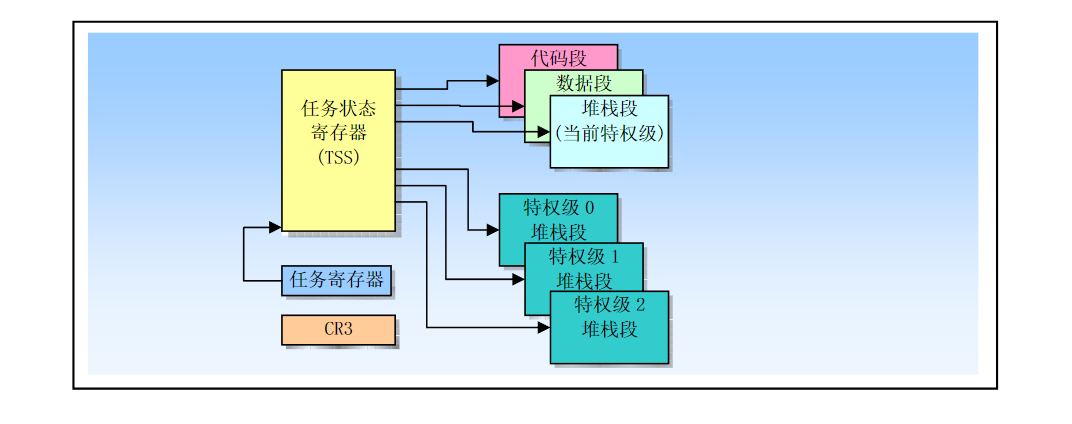 代码段
数据段
堆栈段
(当前特权级)
任务状态
寄存器
(TSS)
特权级 0
堆栈段
特权级 1
堆栈段
特权级 2
堆栈段
任务寄存器
CR3